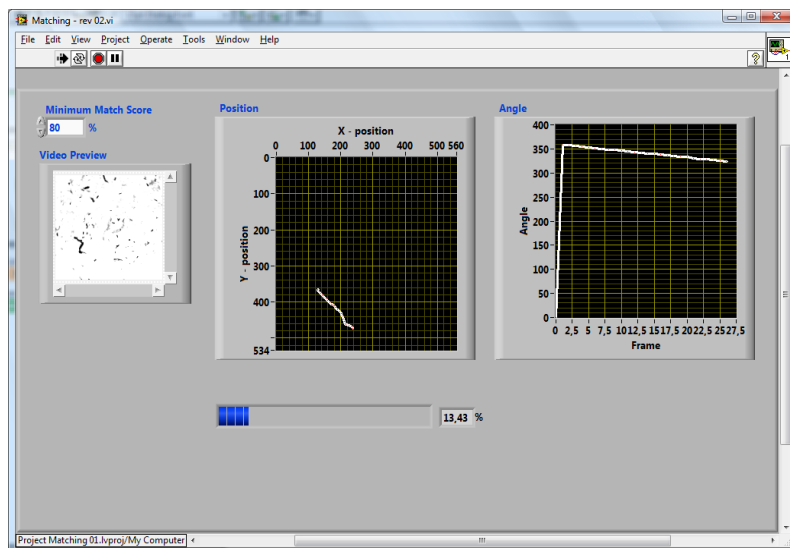 Matching - rev 02.vi
File Edit View Project Operate Tools Window Help
1
Minimum Match Score
80 %
Video Preview
Position
X - position
0 100 200 300 400 500 560
Y - position
0
100
200
300
400
534
Angle
Angle
400
350
300
250
200
150
100
50
0
0 2,5 5 7,5 10 12,5 15 17,5 20 22,5 25 27,5
Frame
13,43 %
Project Matching 01.lvproj/My Computer